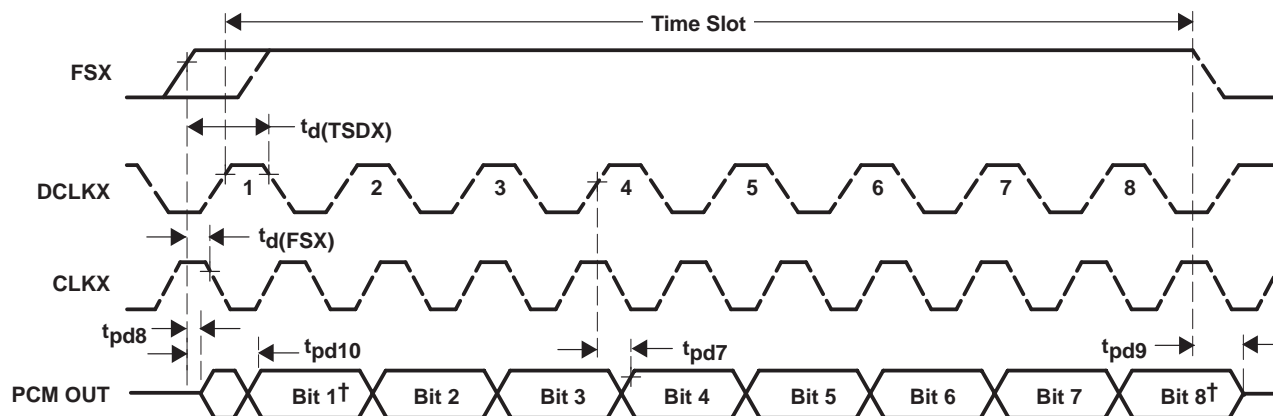 Time Slot
FSX
td(TSDX)
DCLKX 1 2 3 4 5 6 7 8
td(FSX)
CLKX
tpd8 tpd10 tpd7 tpd9
PCM OUT Bit 1† Bit 2 Bit 3 Bit 4 Bit 5 Bit 6 Bit 7 Bit 8†